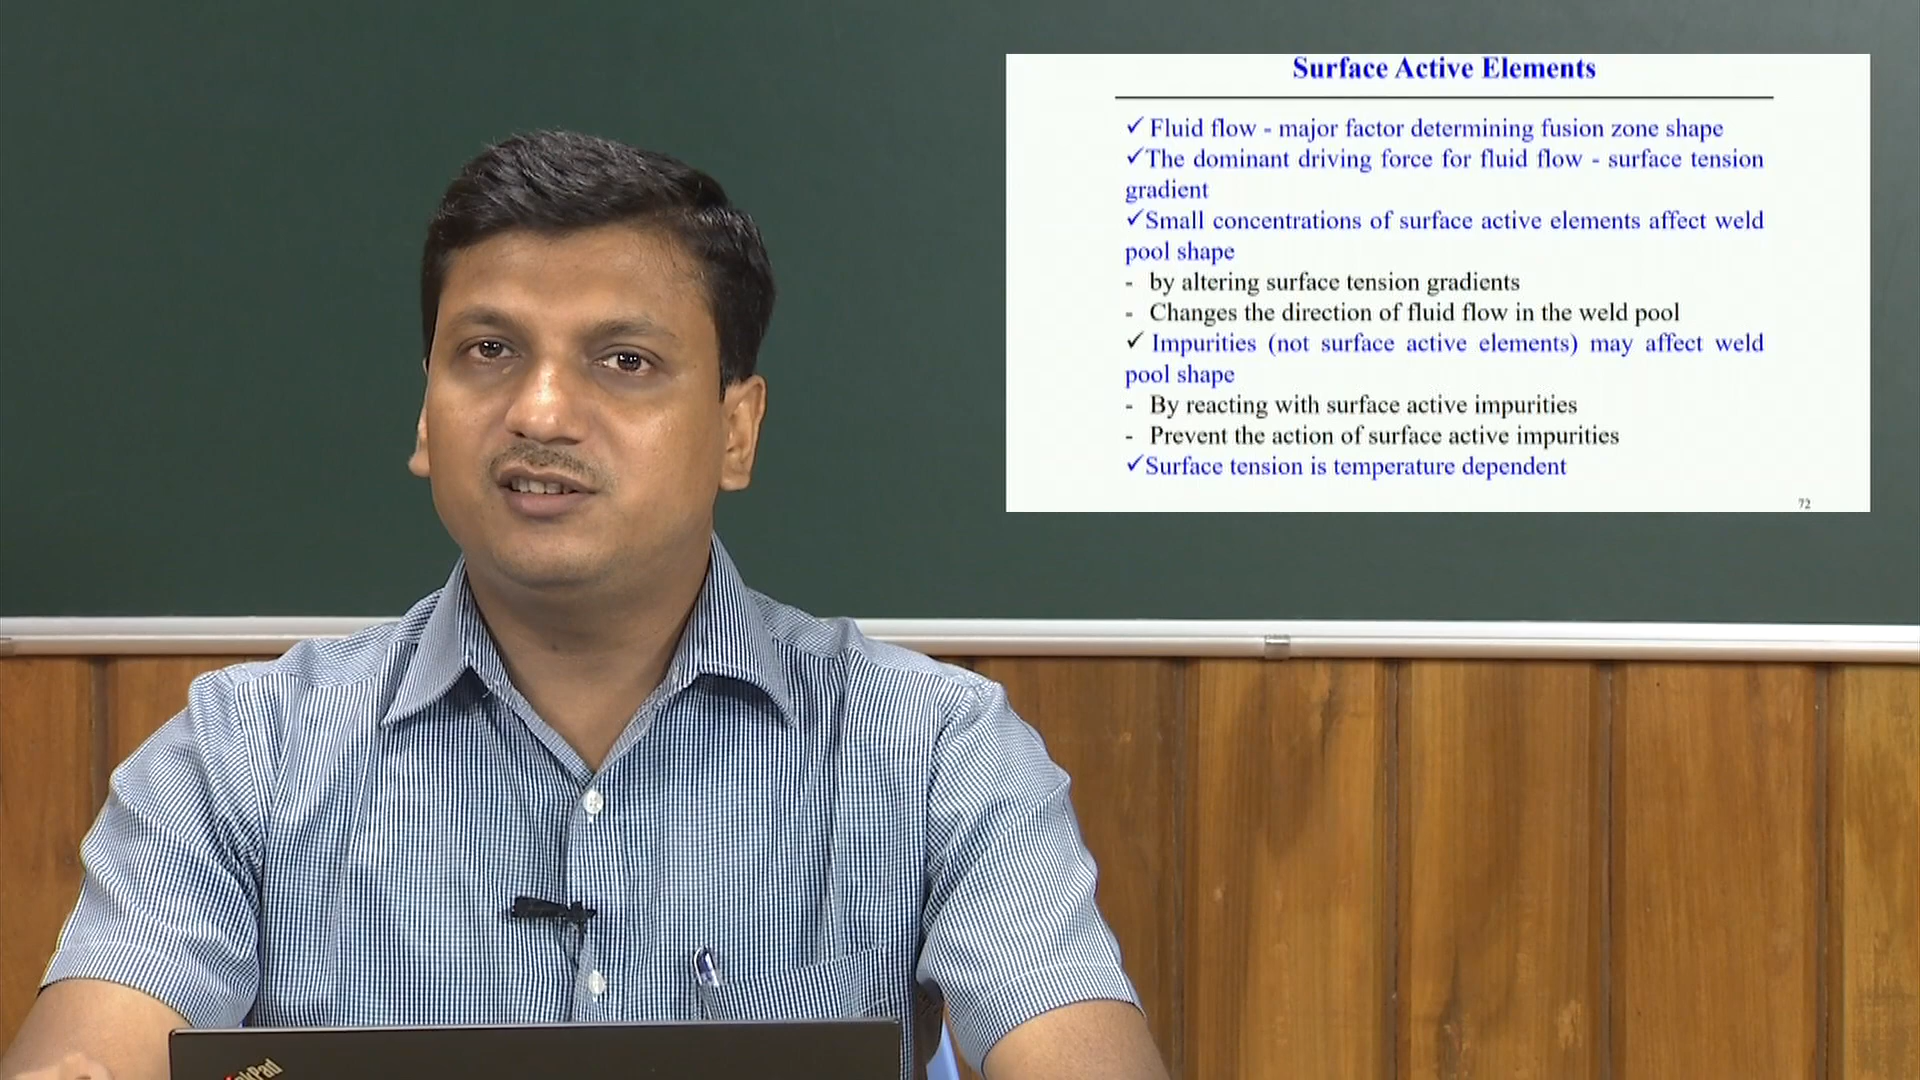 Surface Active Elements
✓ Fluid flow - major factor determining fusion zone shape
✓The dominant driving force for fluid flow - surface tension
gradient
✓Small concentrations of surface active elements affect weld
pool shape
- by altering surface tension gradients
- Changes the direction of fluid flow in the weld pool
✓ Impurities (not surface active elements) may affect weld
pool shape
- By reacting with surface active impurities
- Prevent the action of surface active impurities
✓Surface tension is temperature dependent
72